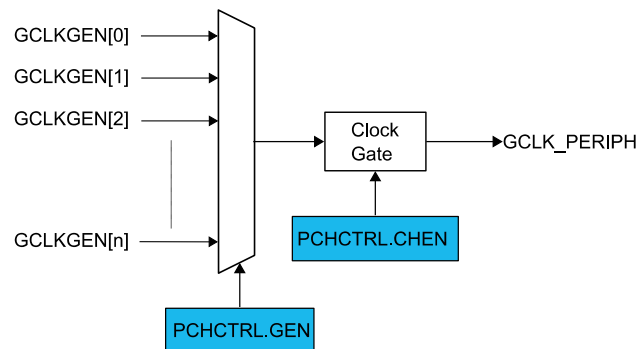 GCLKGEN[0]
GCLKGEN[1]
GCLKGEN[2]
GCLKGEN[n]
Clock
Gate
GCLK_PERIPH
PCHCTRL.CHEN
PCHCTRL.GEN